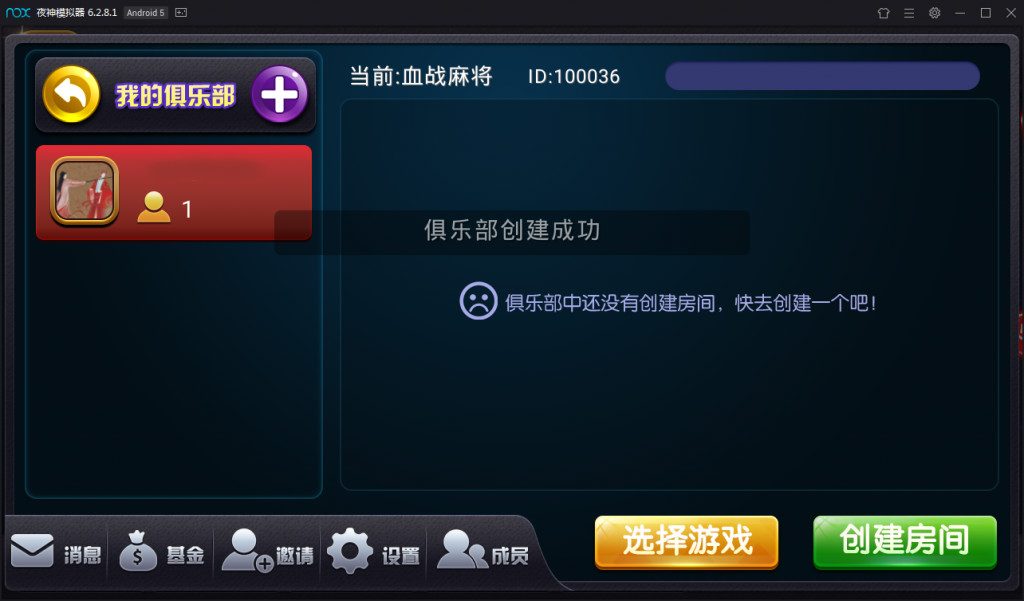 nox 夜神模拟器 6.2.8.1 Android 5
我的俱乐部
当前:血战麻将 ID:100036
1
俱乐部创建成功
俱乐部中还没有创建房间，快去创建一个吧！
消息 基金 邀请 设置 成员
选择游戏 创建房间